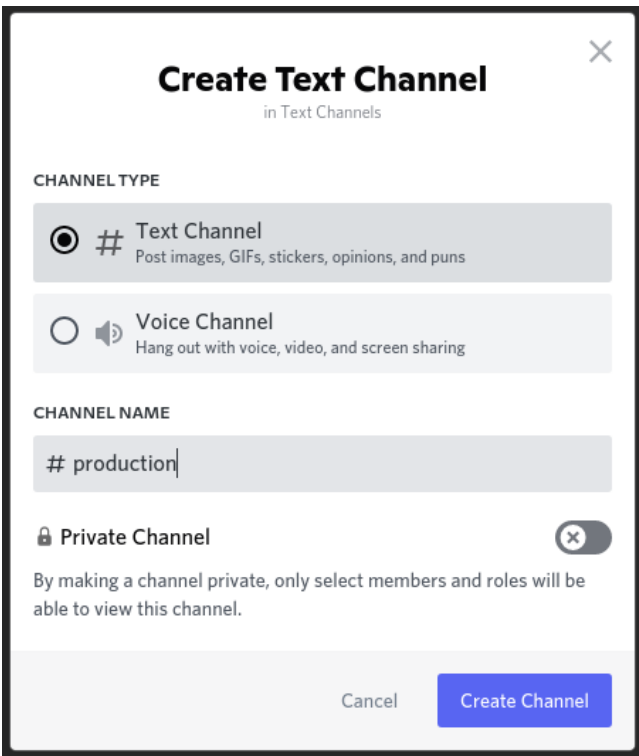 Create Text Channel
in Text Channels
CHANNEL TYPE
Text Channel
Post images, GIFs, stickers, opinions, and puns
Voice Channel
Hang out with voice, video, and screen sharing
CHANNEL NAME
# production
Private Channel
By making a channel private, only select members and roles will be
able to view this channel.
Cancel
Create Channel